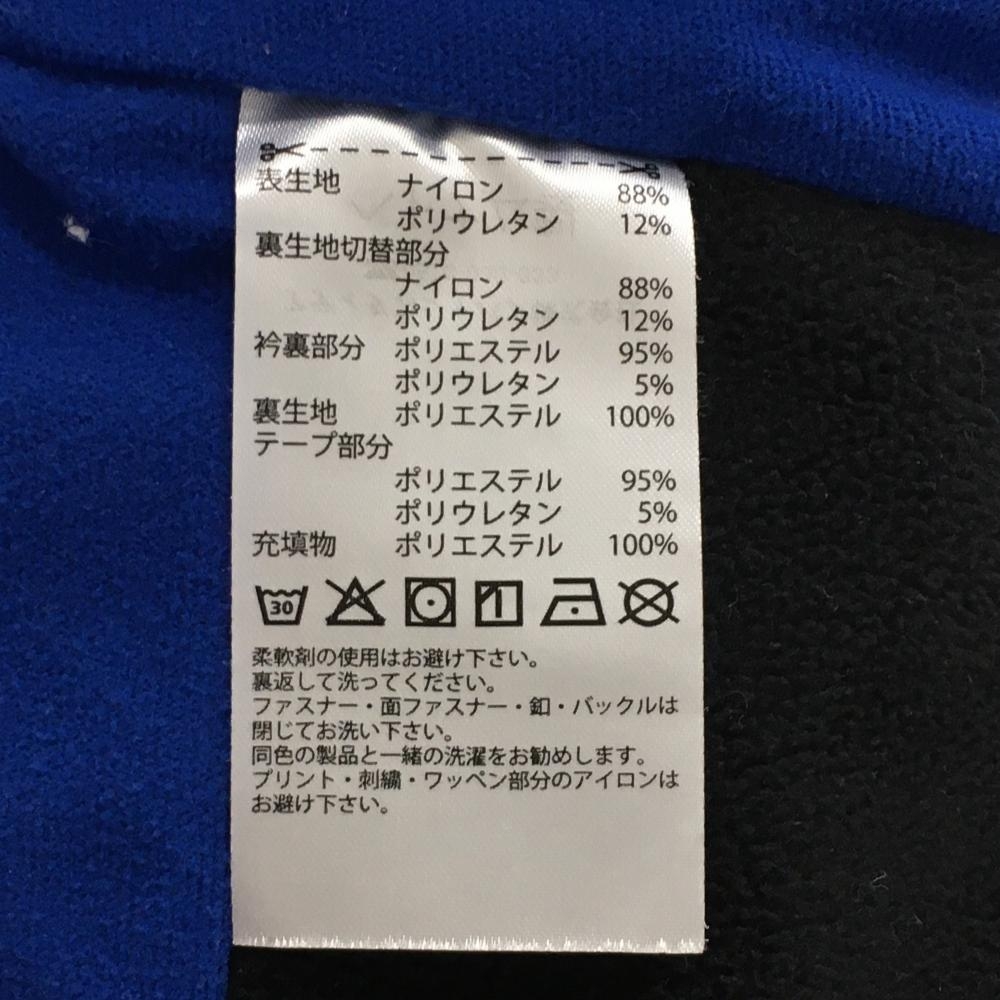 表生地 ナイロン 88%
ポリウレタン 12%
裏生地切替部分
ナイロン 88%
ポリウレタン 12%
衿裏部分 ポリエステル 95%
ポリウレタン 5%
裏生地 ポリエステル 100%
テープ部分
ポリエステル 95%
ポリウレタン 5%
充填物 ポリエステル 100%
30
柔軟剤の使用はお避け下さい。
裏返して洗ってください。
ファスナー・面ファスナー・釦・バックルは
閉じてお洗い下さい。
同色の製品と一緒の洗濯をお勧めします。
プリント・刺繍・ワッペン部分のアイロンは
お避け下さい。